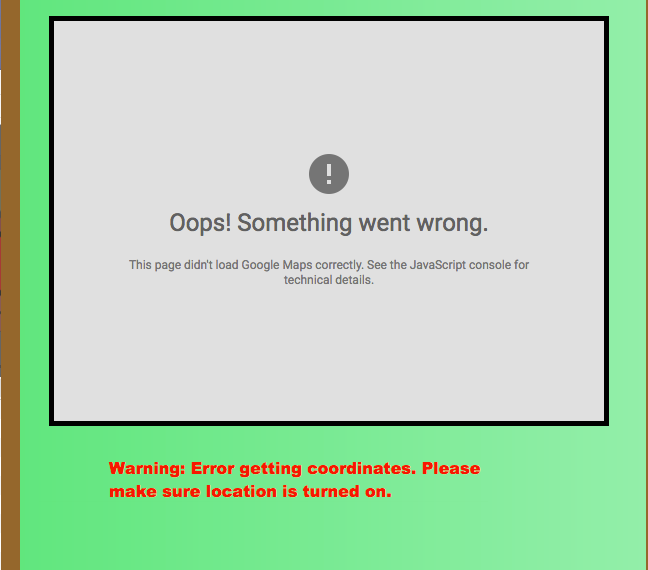 Oops! Something went wrong.
This page didn't load Google Maps correctly. See the JavaScript console for
technical details.
Warning: Error getting coordinates. Please
make sure location is turned on.